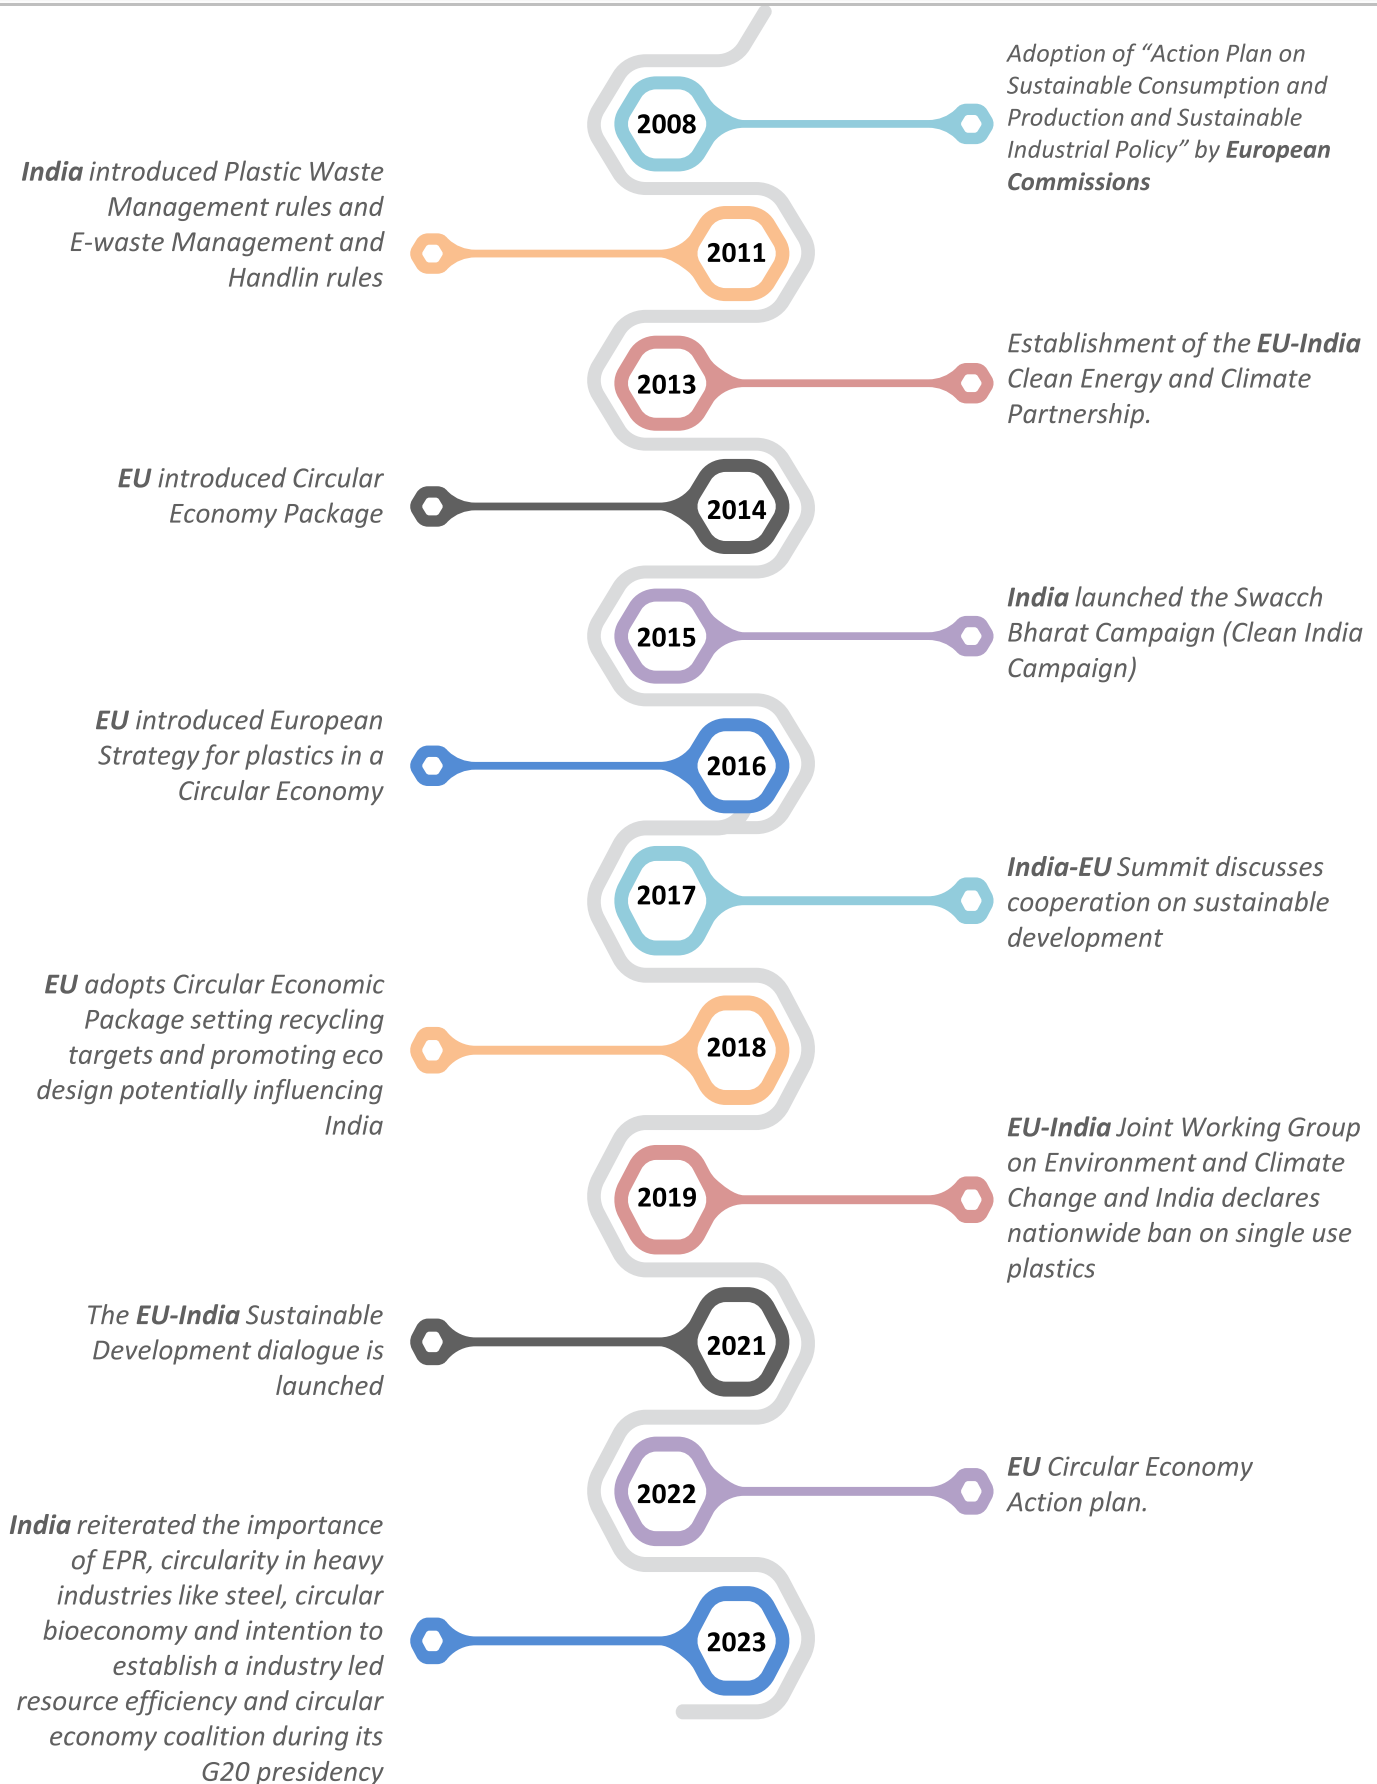 2008
Adoption of “Action Plan on
Sustainable Consumption and
Production and Sustainable
Industrial Policy” by European
Commissions
India introduced Plastic Waste
Management rules and
E-waste Management and
Handlin rules
2011
2013
Establishment of the EU-India
Clean Energy and Climate
Partnership.
EU introduced Circular
Economy Package
2014
2015
India launched the Swacch
Bharat Campaign (Clean India
Campaign)
EU introduced European
Strategy for plastics in a
Circular Economy
2016
2017
India-EU Summit discusses
cooperation on sustainable
development
EU adopts Circular Economic
Package setting recycling
targets and promoting eco
design potentially influencing
India
2018
2019
EU-India Joint Working Group
on Environment and Climate
Change and India declares
nationwide ban on single use
plastics
The EU-India Sustainable
Development dialogue is
launched
2021
2022
EU Circular Economy
Action plan.
India reiterated the importance
of EPR, circularity in heavy
industries like steel, circular
bioeconomy and intention to
establish a industry led
resource efficiency and circular
economy coalition during its
G20 presidency
2023